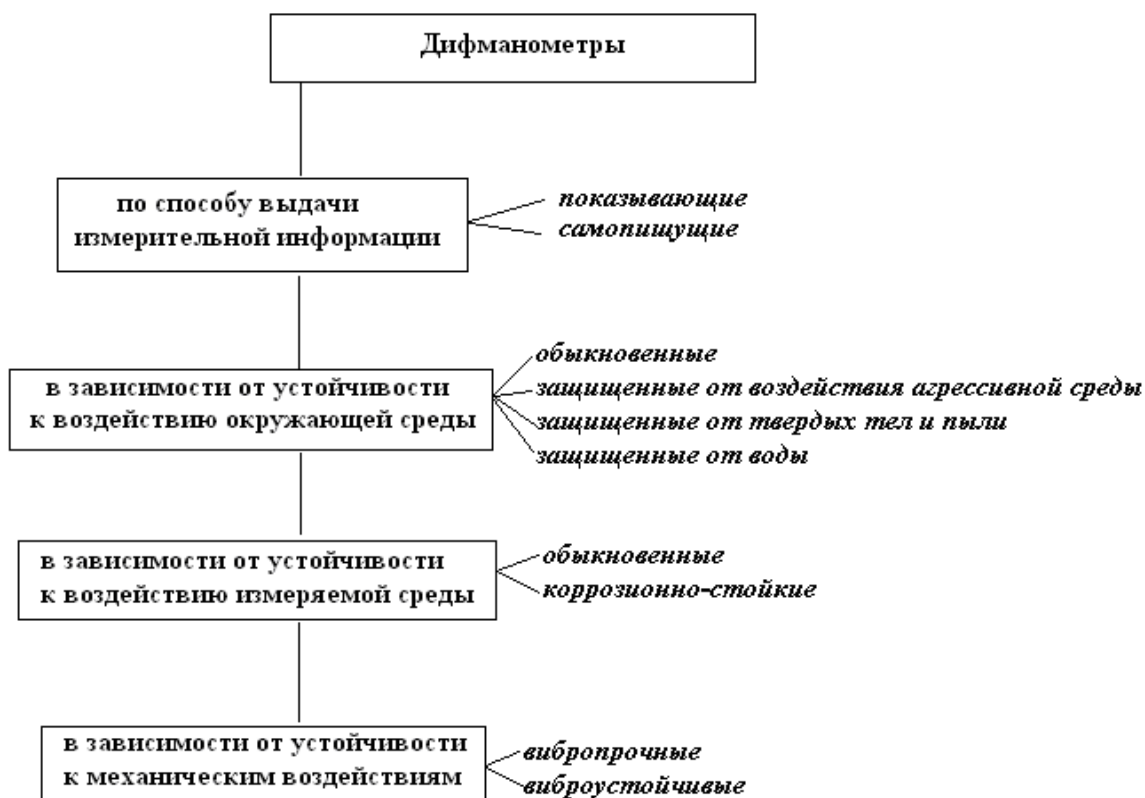 Дифманометры
по способу выдачи
измерительной информации
показывающие
самопищущие
в зависимости от устойчивости
к воздействию окружающей среды
обыкновенные
защищенные от воздействия агрессивной среды
защищенные от твердых тел и пыли
защищенные от воды
в зависимости от устойчивости
к воздействию измеряемой среды
обыкновенные
коррозионно-стойкие
в зависимости от устойчивости
к механическим воздействиям
вибропрочные
виброустойчивые